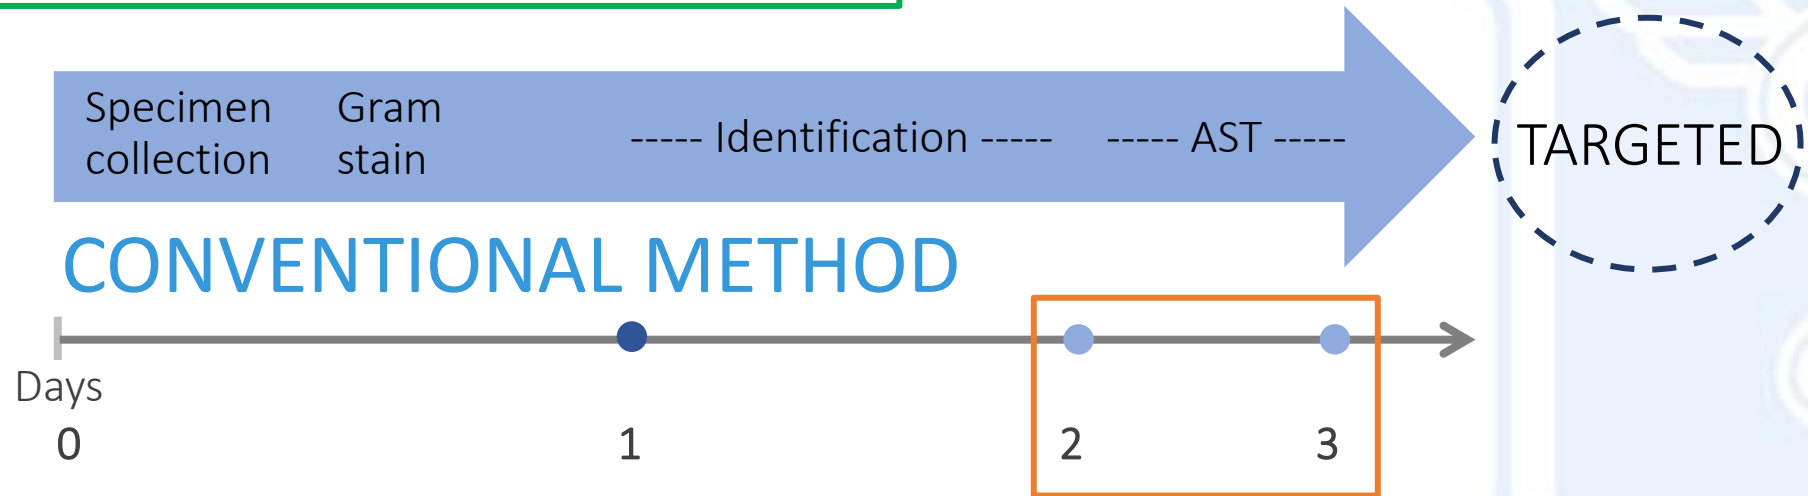 Specimen collection
Gram stain
----- Identification -----
----- AST -----
TARGETED
CONVENTIONAL METHOD
Days
0
1
2
3